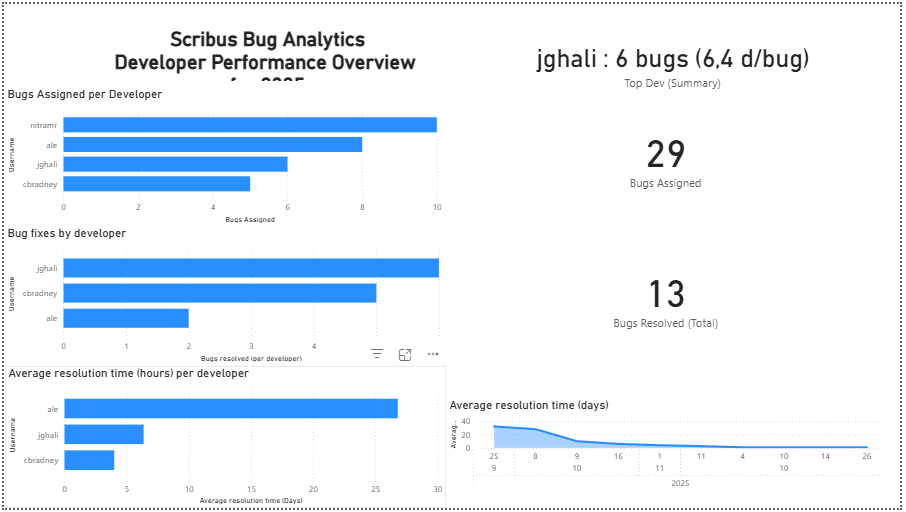 Scribus Bug Analytics
Developer Performance Overview
for 2025
jghali : 6 bugs (6,4 d/bug)
Top Dev (Summary)
Bugs Assigned per Developer
Username
nitramr
ale
jghali
cbradney
0 2 4 6 8 10
Bugs Assigned
29
Bugs Assigned
Bug fixes by developer
Username
jghali
cbradney
ale
0 1 2 3 4
Bugs resolved (per developer)
13
Bugs Resolved (Total)
Average resolution time (hours) per developer
Username
ale
jghali
cbradney
0 5 10 15 20 25 30
Average resolution time (Days)
Average resolution time (days)
Averag...
40
20
0
25 8 9 16 1 11 4 10 14 26
9 10 11 10
2025